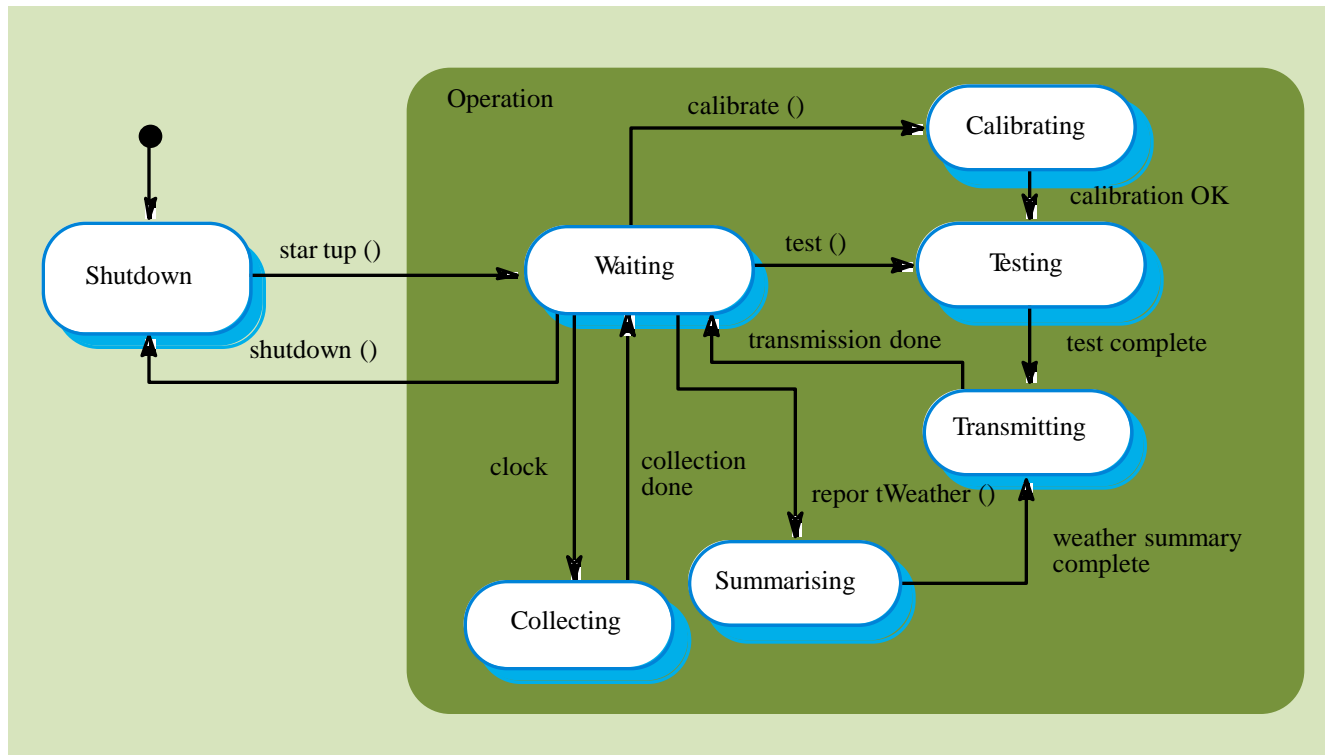 Operation
calibrate ()
Calibrating
calibration OK
star tup ()
Shutdown
Waiting
test ()
Testing
shutdown ()
transmission done
test complete
Transmitting
clock
collection
done
repor tWeather ()
weather summary
complete
Summarising
Collecting